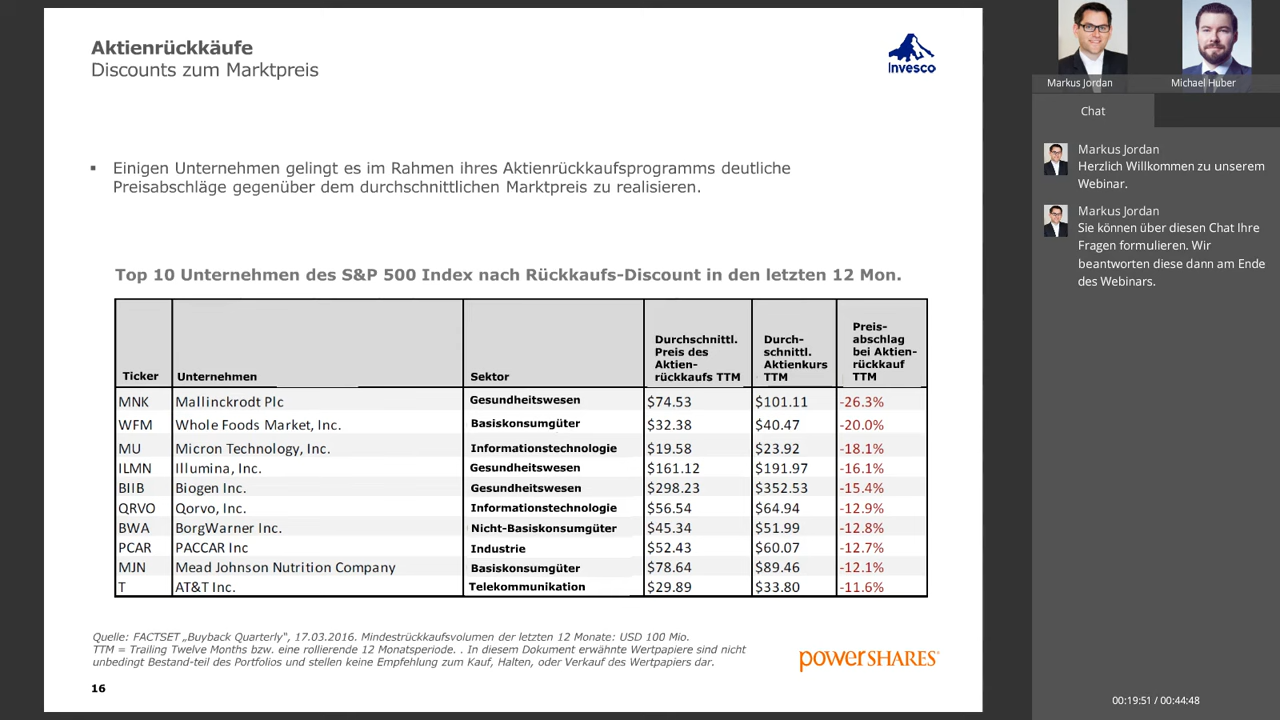 Aktienrückkäufe
Discounts zum Marktpreis
Invesco
▪ Einigen Unternehmen gelingt es im Rahmen ihres Aktienrückkaufsprogramms deutliche
Preisabschläge gegenüber dem durchschnittlichen Marktpreis zu realisieren.
Top 10 Unternehmen des S&P 500 Index nach Rückkaufs-Discount in den letzten 12 Mon.
Ticker
Unternehmen
Sektor
Durchschnittl.
Preis des
Aktien-
rückkaufs TTM
Durch-
schnittl.
Aktienkurs
TTM
Preis-
abschlag
bei Aktien-
rückkauf
TTM
MNK Mallinckrodt Plc Gesundheitswesen $74.53 $101.11 -26.3%
WFM Whole Foods Market, Inc. Basiskonsumgüter $32.38 $40.47 -20.0%
MU Micron Technology, Inc. Informationstechnologie $19.58 $23.92 -18.1%
ILMN Illumina, Inc. Gesundheitswesen $161.12 $191.97 -16.1%
BIIB Biogen Inc. Gesundheitswesen $298.23 $352.53 -15.4%
QRVO Qorvo, Inc. Informationstechnologie $56.54 $64.94 -12.9%
BWA BorgWarner Inc. Nicht-Basiskonsumgüter $45.34 $51.99 -12.8%
PCAR PACCAR Inc Industrie $52.43 $60.07 -12.7%
MJN Mead Johnson Nutrition Company Basiskonsumgüter $78.64 $89.46 -12.1%
T AT&T Inc. Telekommunikation $29.89 $33.80 -11.6%
Quelle: FACTSET „Buyback Quarterly“, 17.03.2016. Mindestrückkaufsvolumen der letzten 12 Monate: USD 100 Mio.
TTM = Trailing Twelve Months bzw. eine rollierende 12 Monatsperiode. . In diesem Dokument erwähnte Wertpapiere sind nicht
unbedingt Bestand-teil des Portfolios und stellen keine Empfehlung zum Kauf, Halten, oder Verkauf des Wertpapiers dar.
powerSHARES®
16
Markus Jordan
Michael Huber
Chat
Markus Jordan
Herzlich Willkommen zu unserem
Webinar.
Markus Jordan
Sie können über diesen Chat Ihre
Fragen formulieren. Wir
beantworten diese dann am Ende
des Webinars.
00:19:51 / 00:44:48